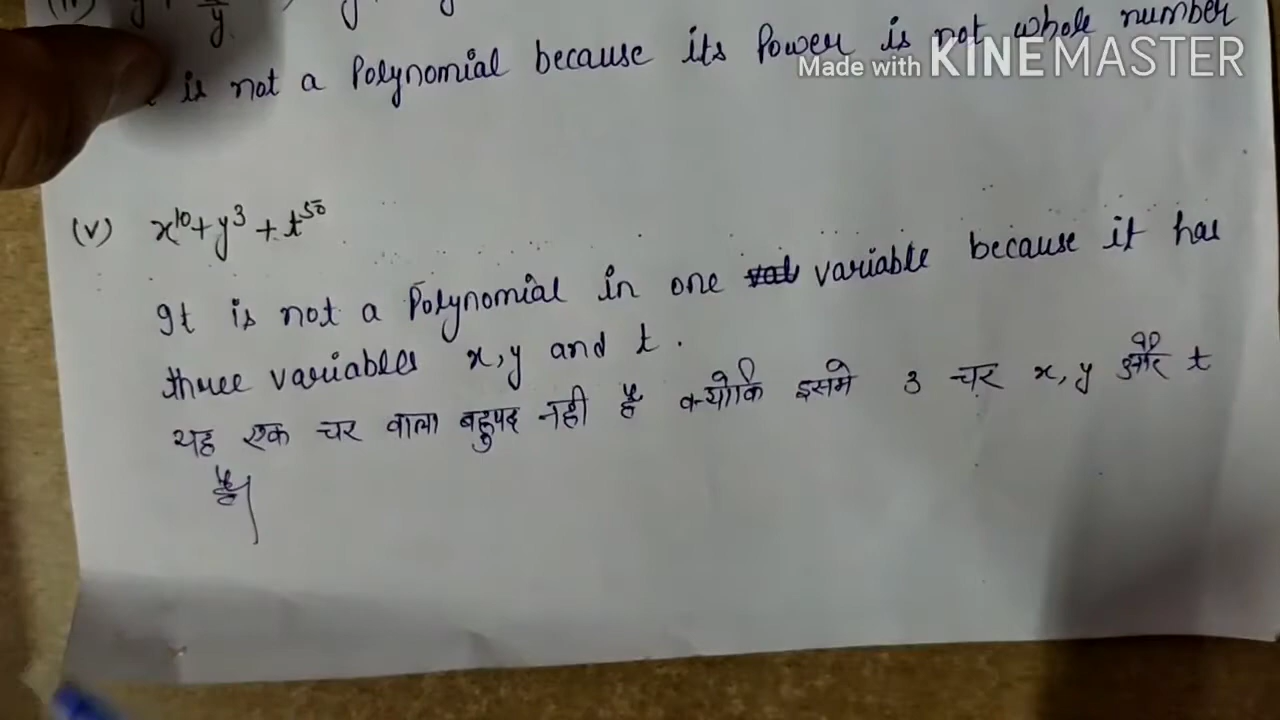 is not a Polynomial because its Power is not whole number
Made with KINEMASTER
(v) x¹⁰+y³+t⁵⁰
It is not a Polynomial in one variable because it has
three variables x, y and t.
यह एक चर वाला बहुपद नही है क्योकि इसमे 3 चर x, y और t
है।